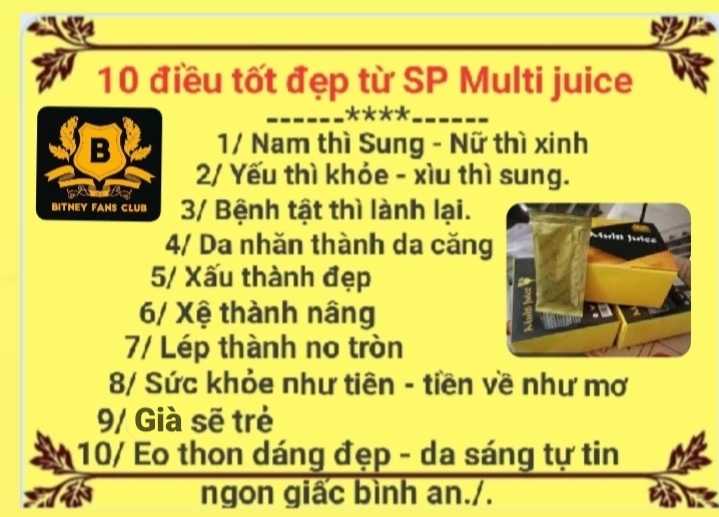 10 điều tốt đẹp từ SP Multi juice
------****------
1/ Nam thì Sung - Nữ thì xinh
2/ Yếu thì khỏe - xìu thì sung.
3/ Bệnh tật thì lành lại.
4/ Da nhăn thành da căng
5/ Xấu thành đẹp
6/ Xệ thành nâng
7/ Lép thành no tròn
8/ Sức khỏe như tiên - tiền về như mơ
9/ Già sẽ trẻ
10/ Eo thon dáng đẹp - da sáng tự tin
ngon giấc bình an./.
B
BITNEY FANS CLUB
Multi Juice
Multi Juice